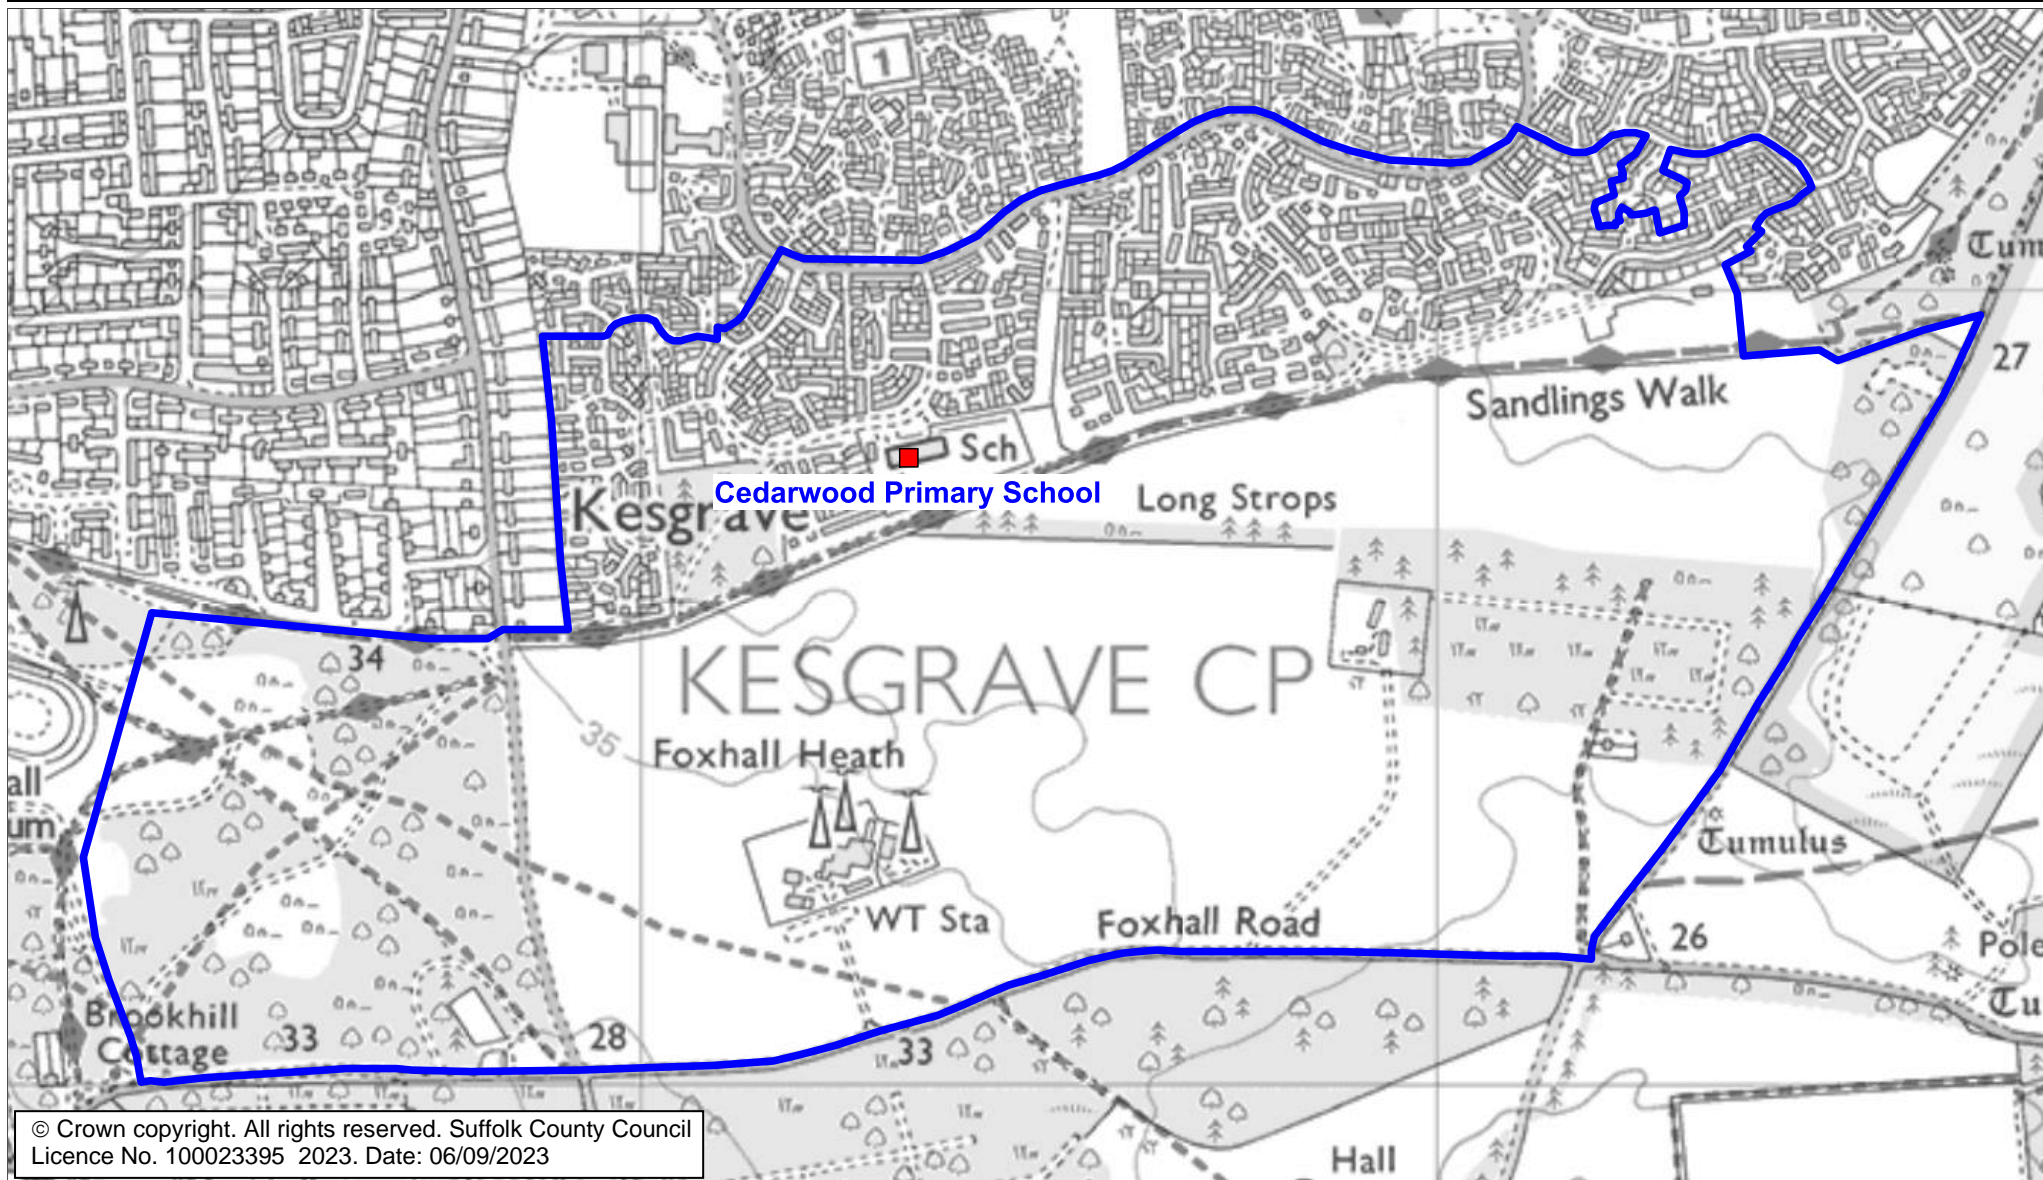 1
Tum
27
Sandlings Walk
Sch
Cedarwood Primary School
Kesgrave
Long Strops
34
KESGRAVE CP
35
Foxhall Heath
all
um
Tumulus
WT Sta
Foxhall Road
26
Pole
Tu
Brookhill
Cottage
33
28
33
Hall
© Crown copyright. All rights reserved. Suffolk County Council
Licence No. 100023395 2023. Date: 06/09/2023